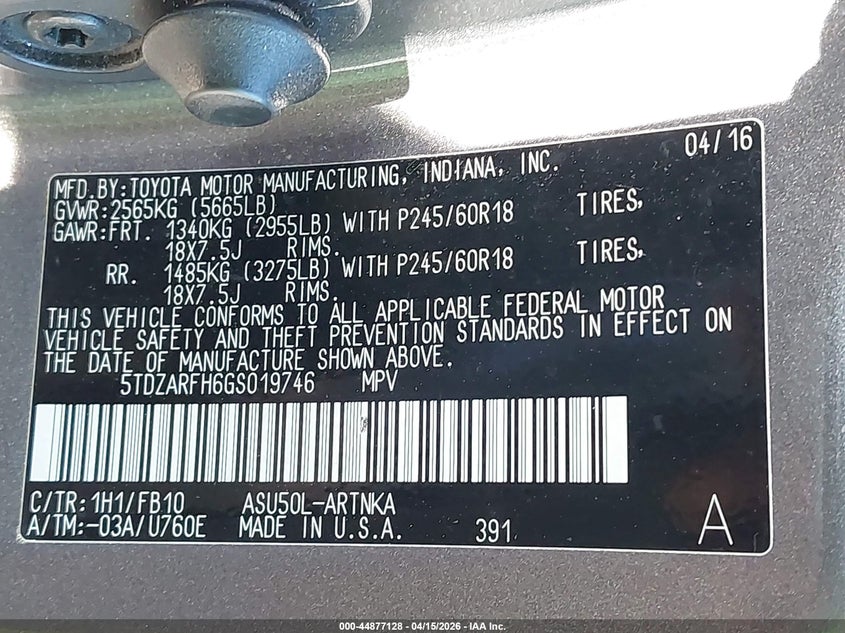 04/16
MFD.BY:TOYOTA MOTOR MANUFACTURING, INDIANA, INC.
GVWR:2565KG (5665LB)
GAWR:FRT. 1340KG (2955LB) WITH P245/60R18 TIRES,
18X7.5J RIMS.
RR. 1485KG (3275LB) WITH P245/60R18 TIRES,
18X7.5J RIMS.
THIS VEHICLE CONFORMS TO ALL APPLICABLE FEDERAL MOTOR
VEHICLE SAFETY AND THEFT PREVENTION STANDARDS IN EFFECT ON
THE DATE OF MANUFACTURE SHOWN ABOVE.
5TDZARFH6GS019746 MPV
C/TR:1H1/FB10 ASU50L-ARTNKA
A/TM:-03A/U760E MADE IN U.S.A. 391 A
000-44877128 - 04/15/2026 - IAA Inc.